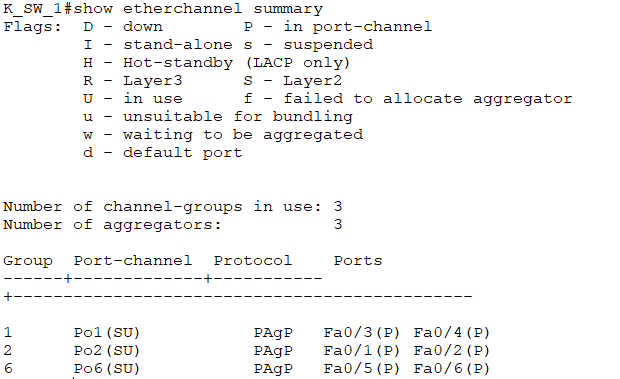 K_SW_1#show etherchannel summary
Flags:  D - down        P - in port-channel
        I - stand-alone s - suspended
        H - Hot-standby (LACP only)
        R - Layer3      S - Layer2
        U - in use      f - failed to allocate aggregator
        u - unsuitable for bundling
        w - waiting to be aggregated
        d - default port
Number of channel-groups in use: 3
Number of aggregators:           3
Group  Port-channel  Protocol    Ports
------+-------------+-----------
+----------------------------------------------
1      Po1(SU)           PAgP   Fa0/3(P) Fa0/4(P)
2      Po2(SU)           PAgP   Fa0/1(P) Fa0/2(P)
6      Po6(SU)           PAgP   Fa0/5(P) Fa0/6(P)